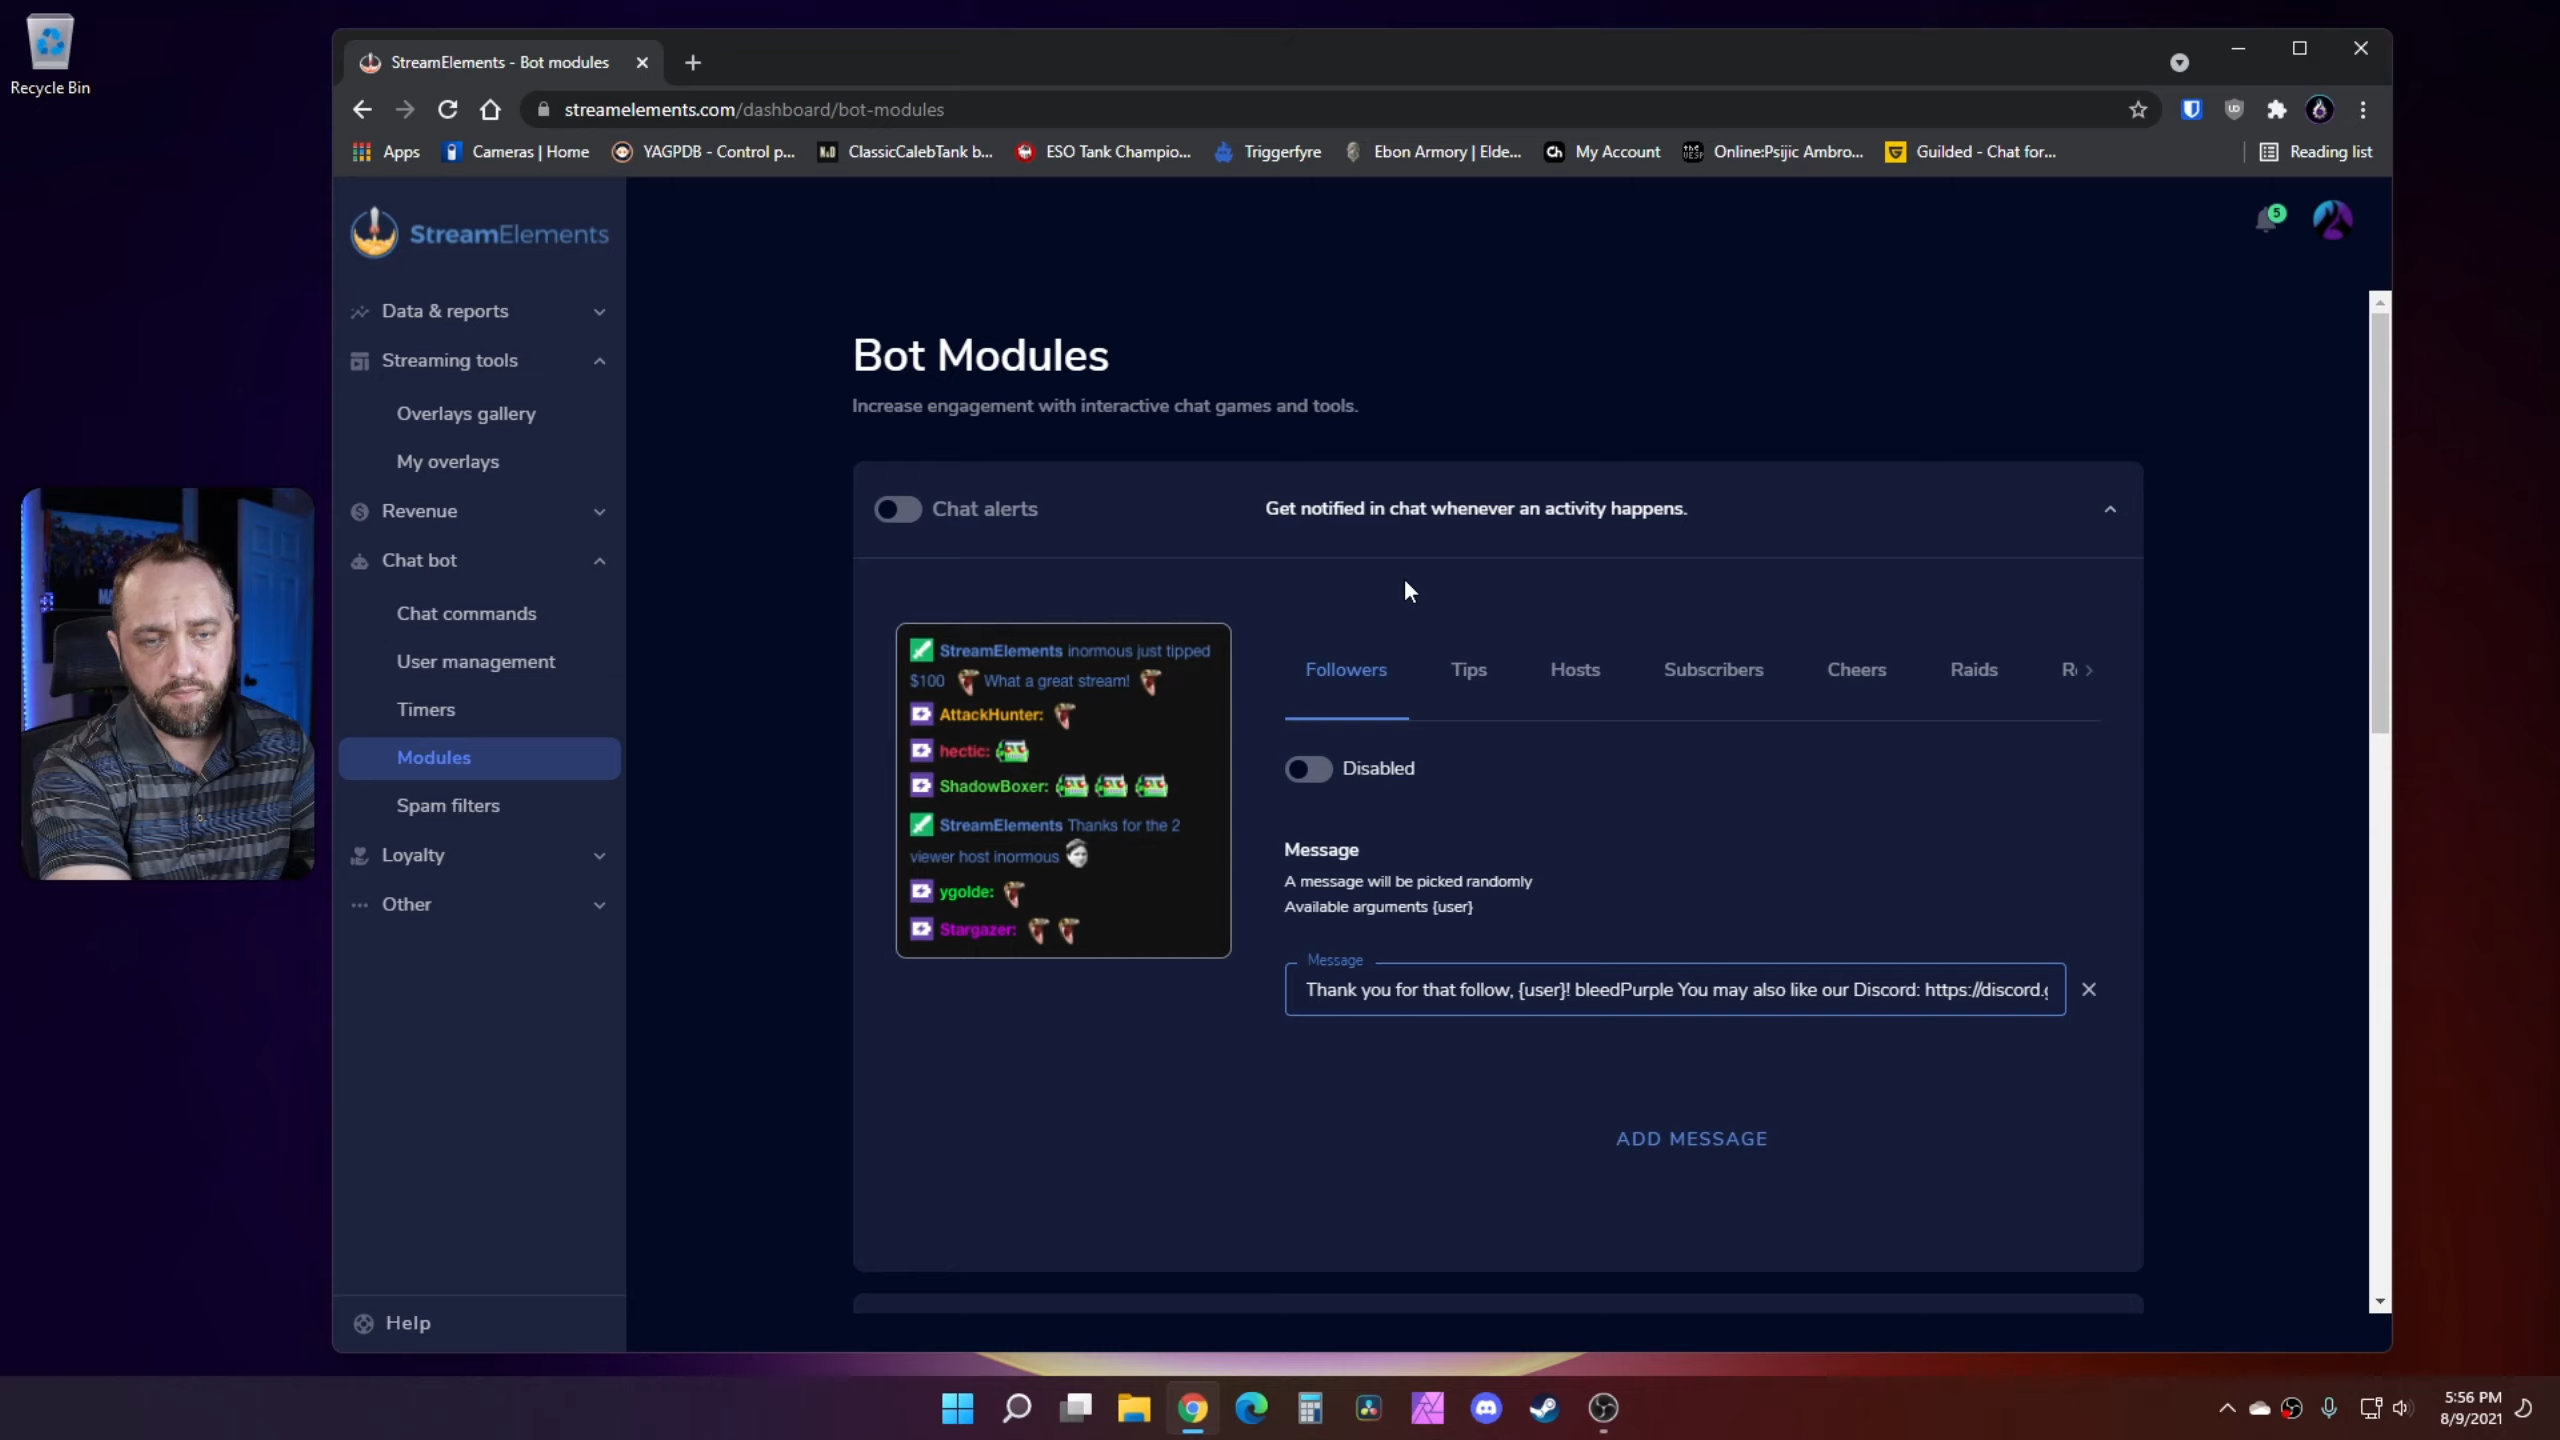 Recycle Bin
StreamElements - Bot modules
streamelements.com/dashboard/bot-modules
Apps
Cameras | Home
YAGPDB - Control p...
ClassicCalebTank b...
ESO Tank Champio...
Triggerfyre
Ebon Armory | Elde...
My Account
Online:Psijic Ambro...
Guilded - Chat for...
Reading list
StreamElements
5
Data & reports
Streaming tools
Overlays gallery
My overlays
Revenue
Chat bot
Chat commands
User management
Timers
Modules
Spam filters
Loyalty
Other
Help
Bot Modules
Increase engagement with interactive chat games and tools.
Chat alerts
Get notified in chat whenever an activity happens.
StreamElements inormous just tipped
$100 What a great stream!
AttackHunter:
hectic:
ShadowBoxer:
StreamElements Thanks for the 2
viewer host inormous
ygolde:
Stargazer:
Followers
Tips
Hosts
Subscribers
Cheers
Raids
Disabled
Message
A message will be picked randomly
Available arguments {user}
Message
Thank you for that follow, {user}! bleedPurple You may also like our Discord: https://discord.g
ADD MESSAGE
5:56 PM
8/9/2021